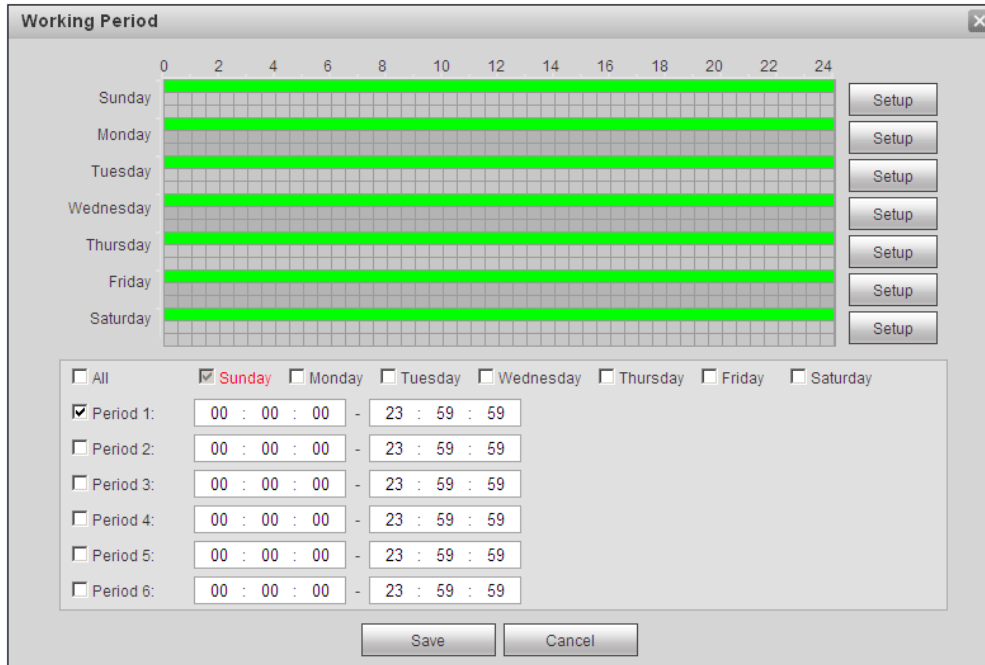 Working Period
0 2 4 6 8 10 12 14 16 18 20 22 24
Sunday Setup
Monday Setup
Tuesday Setup
Wednesday Setup
Thursday Setup
Friday Setup
Saturday Setup
All Sunday Monday Tuesday Wednesday Thursday Friday Saturday
Period 1: 00 : 00 : 00 - 23 : 59 : 59
Period 2: 00 : 00 : 00 - 23 : 59 : 59
Period 3: 00 : 00 : 00 - 23 : 59 : 59
Period 4: 00 : 00 : 00 - 23 : 59 : 59
Period 5: 00 : 00 : 00 - 23 : 59 : 59
Period 6: 00 : 00 : 00 - 23 : 59 : 59
Save Cancel